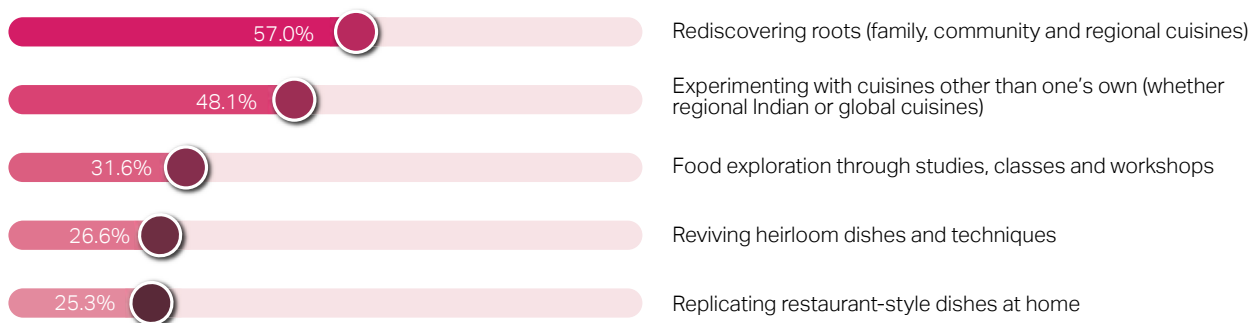 57.0%
Rediscovering roots (family, community and regional cuisines)
48.1%
Experimenting with cuisines other than one’s own (whether
regional Indian or global cuisines)
31.6%
Food exploration through studies, classes and workshops
26.6%
Reviving heirloom dishes and techniques
25.3%
Replicating restaurant-style dishes at home